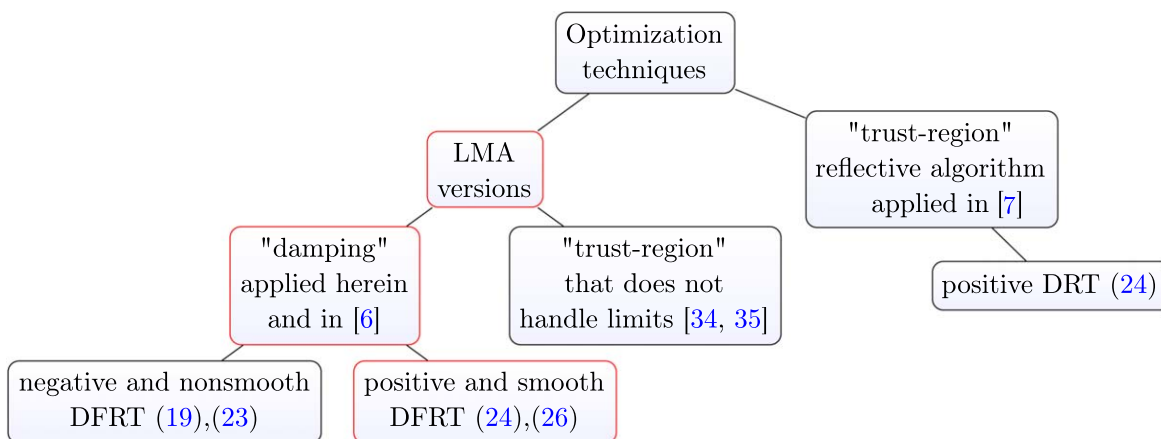 Optimization
techniques
LMA
versions
"trust-region"
reflective algorithm
applied in [7]
"damping"
applied herein
and in [6]
"trust-region"
that does not
handle limits [34, 35]
positive DRT (24)
negative and nonsmooth
DFRT (19),(23)
positive and smooth
DFRT (24),(26)